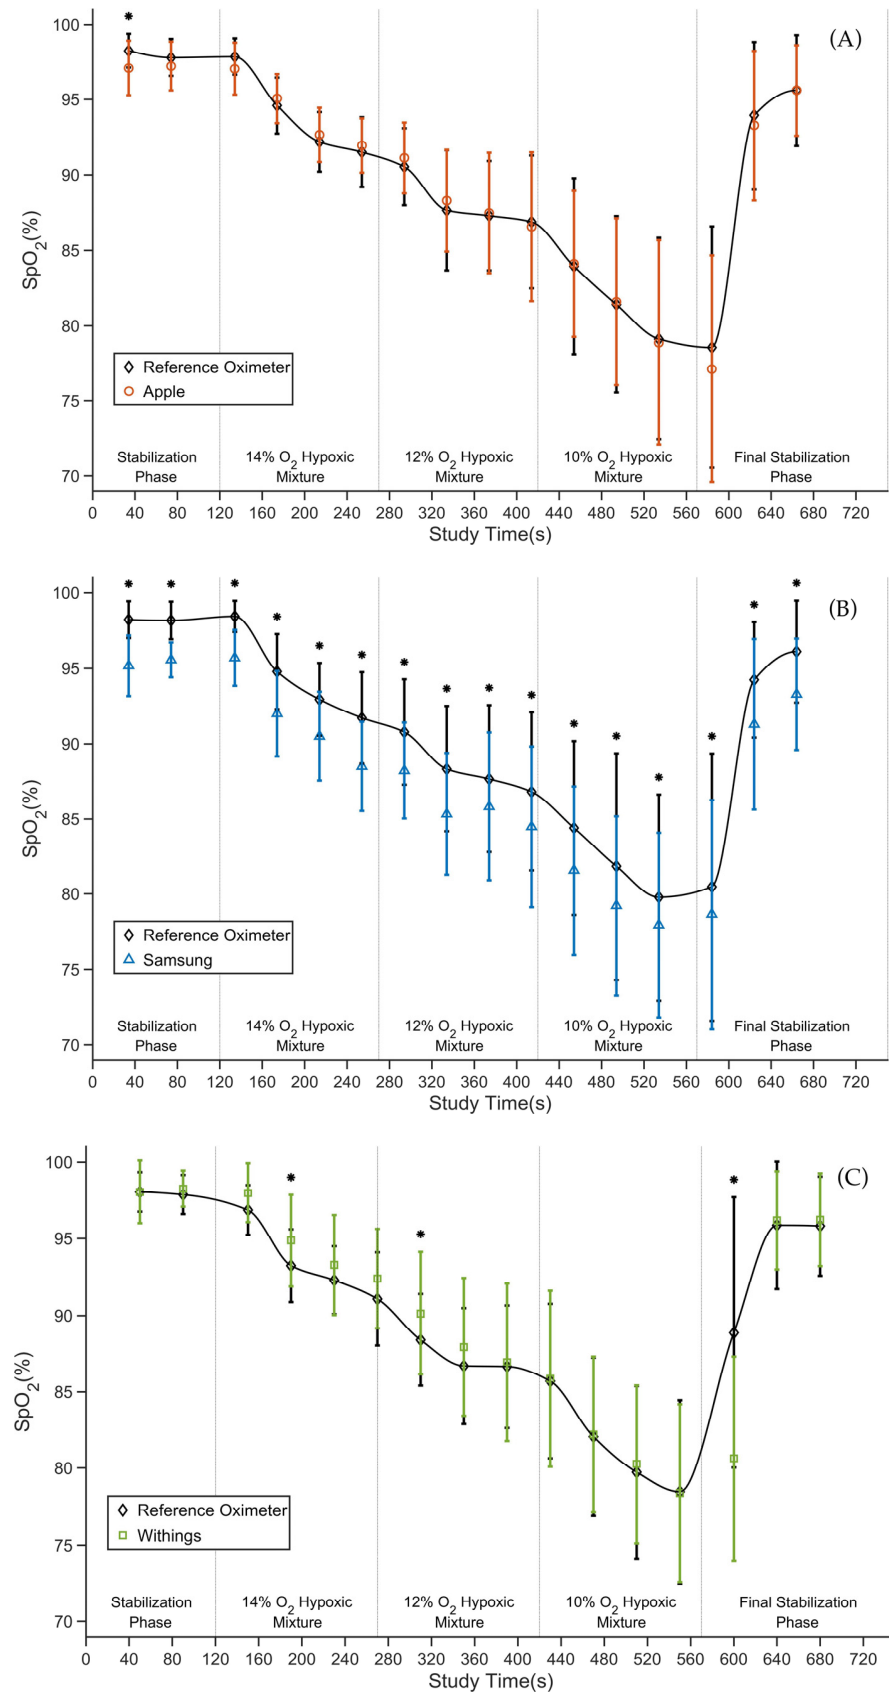 *
100
(A)
95
90
85
80
75
70
SpO2(%)
Reference Oximeter
Apple
Stabilization
Phase
14% O2 Hypoxic
Mixture
12% O2 Hypoxic
Mixture
10% O2 Hypoxic
Mixture
Final Stabilization
Phase
0 40 80 120 160 200 240 280 320 360 400 440 480 520 560 600 640 680 720
Study Time(s)
* * * * * * * * * * * * * * * *
100
(B)
95
90
85
80
75
70
SpO2(%)
Reference Oximeter
Samsung
Stabilization
Phase
14% O2 Hypoxic
Mixture
12% O2 Hypoxic
Mixture
10% O2 Hypoxic
Mixture
Final Stabilization
Phase
0 40 80 120 160 200 240 280 320 360 400 440 480 520 560 600 640 680 720
Study Time(s)
* * *
100
(C)
95
90
85
80
75
70
SpO2(%)
Reference Oximeter
Withings
Stabilization
Phase
14% O2 Hypoxic
Mixture
12% O2 Hypoxic
Mixture
10% O2 Hypoxic
Mixture
Final Stabilization
Phase
0 40 80 120 160 200 240 280 320 360 400 440 480 520 560 600 640 680 720
Study Time(s)